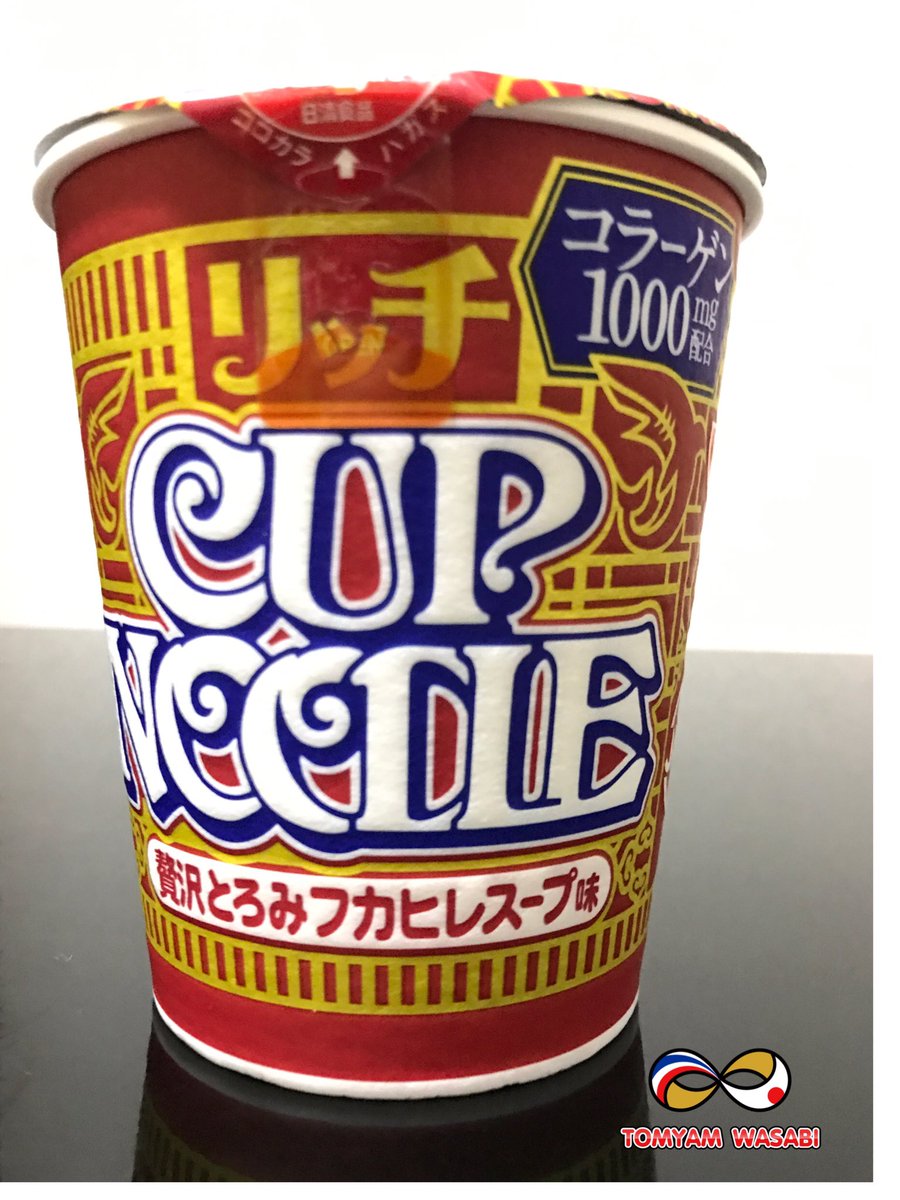 日清食品
ココカラ
ハガス
コラーゲン
1000mg
配合
リッチ
CUP
NOODLE
贅沢とろみフカヒレスープ味
TOMYAM WASABI